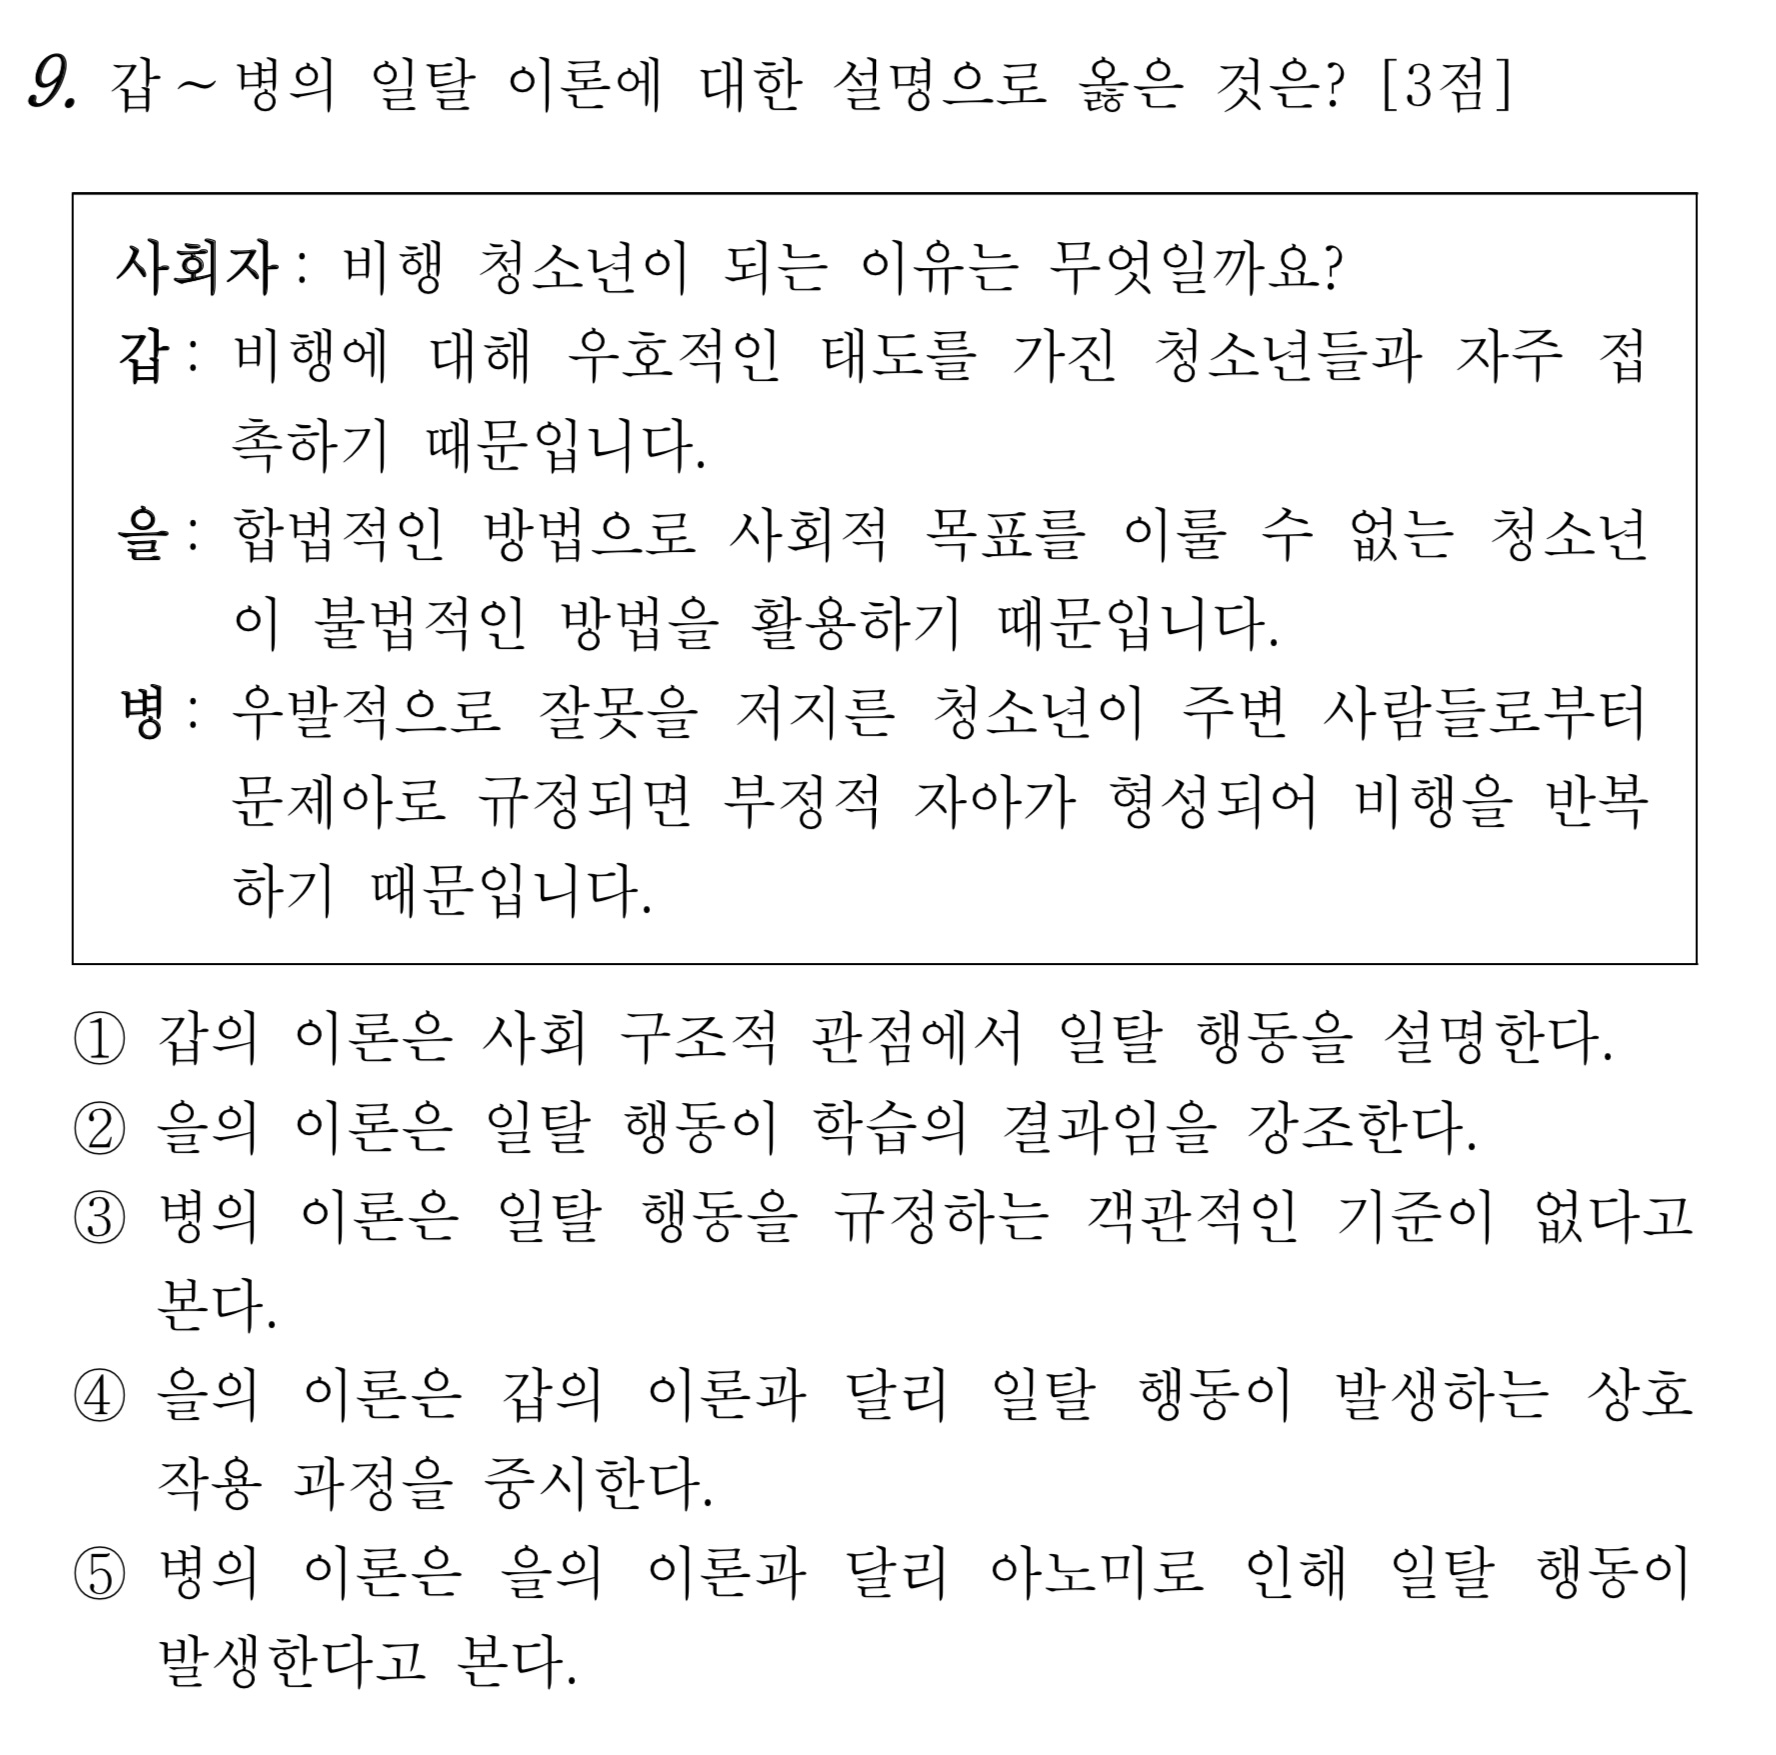 9. 갑 ~ 병의 일탈 이론에 대한 설명으로 옳은 것은? [3점]
사회자 : 비행 청소년이 되는 이유는 무엇일까요?
갑 : 비행에 대해 우호적인 태도를 가진 청소년들과 자주 접
촉하기 때문입니다.
을 : 합법적인 방법으로 사회적 목표를 이룰 수 없는 청소년
이 불법적인 방법을 활용하기 때문입니다.
병 : 우발적으로 잘못을 저지른 청소년이 주변 사람들로부터
문제아로 규정되면 부정적 자아가 형성되어 비행을 반복
하기 때문입니다.
① 갑의 이론은 사회 구조적 관점에서 일탈 행동을 설명한다.
② 을의 이론은 일탈 행동이 학습의 결과임을 강조한다.
③ 병의 이론은 일탈 행동을 규정하는 객관적인 기준이 없다고
본다.
④ 을의 이론은 갑의 이론과 달리 일탈 행동이 발생하는 상호
작용 과정을 중시한다.
⑤ 병의 이론은 을의 이론과 달리 아노미로 인해 일탈 행동이
발생한다고 본다.